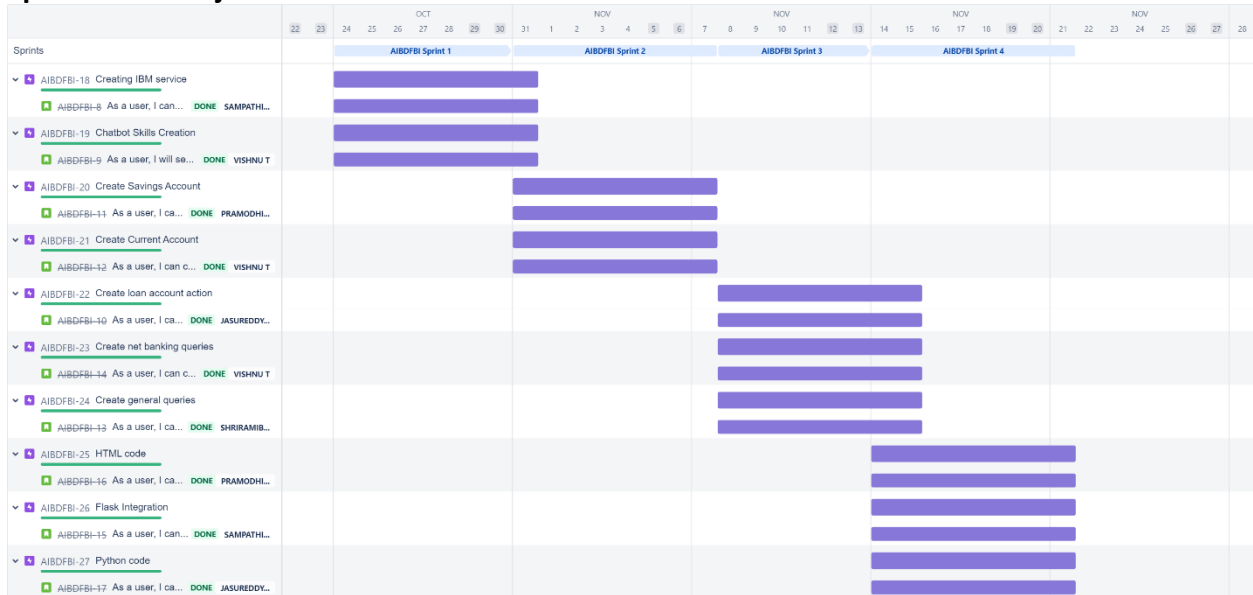 OCT NOV NOV NOV NOV
22 23 24 25 26 27 28 29 30 31 1 2 3 4 5 6 7 8 9 10 11 12 13 14 15 16 17 18 19 20 21 22 23 24 25 26 27 28
Sprints AIBDFBI Sprint 1 AIBDFBI Sprint 2 AIBDFBI Sprint 3 AIBDFBI Sprint 4
AIBDFBI-18 Creating IBM service
AIBDFBI-8 As a user, I can... DONE SAMPATHI...
AIBDFBI-19 Chatbot Skills Creation
AIBDFBI-9 As a user, I will se... DONE VISHNU T
AIBDFBI-20 Create Savings Account
AIBDFBI-11 As a user, I ca... DONE PRAMODHI...
AIBDFBI-21 Create Current Account
AIBDFBI-12 As a user, I can c... DONE VISHNU T
AIBDFBI-22 Create loan account action
AIBDFBI-10 As a user, I ca... DONE JASUREDDY...
AIBDFBI-23 Create net banking queries
AIBDFBI-14 As a user, I can c... DONE VISHNU T
AIBDFBI-24 Create general queries
AIBDFBI-13 As a user, I ca... DONE SHRIRAMIB...
AIBDFBI-25 HTML code
AIBDFBI-16 As a user, I ca... DONE PRAMODHI...
AIBDFBI-26 Flask Integration
AIBDFBI-15 As a user, I can... DONE SAMPATHI...
AIBDFBI-27 Python code
AIBDFBI-17 As a user, I ca... DONE JASUREDDY...